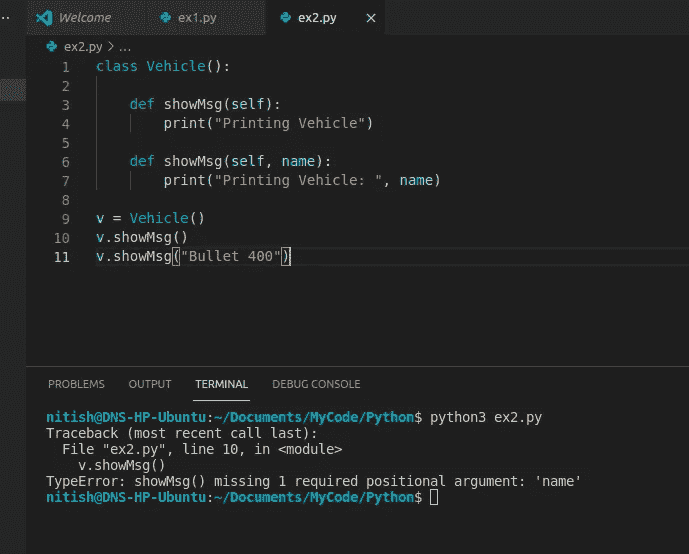 Welcome
ex1.py
ex2.py
ex2.py > ...
1 class Vehicle():
2
3     def showMsg(self):
4         print("Printing Vehicle")
5
6     def showMsg(self, name):
7         print("Printing Vehicle: ", name)
8
9 v = Vehicle()
10 v.showMsg()
11 v.showMsg("Bullet 400")
PROBLEMS OUTPUT TERMINAL DEBUG CONSOLE
nitish@DNS-HP-Ubuntu:~/Documents/MyCode/Python$ python3 ex2.py
Traceback (most recent call last):
  File "ex2.py", line 10, in <module>
    v.showMsg()
TypeError: showMsg() missing 1 required positional argument: 'name'
nitish@DNS-HP-Ubuntu:~/Documents/MyCode/Python$